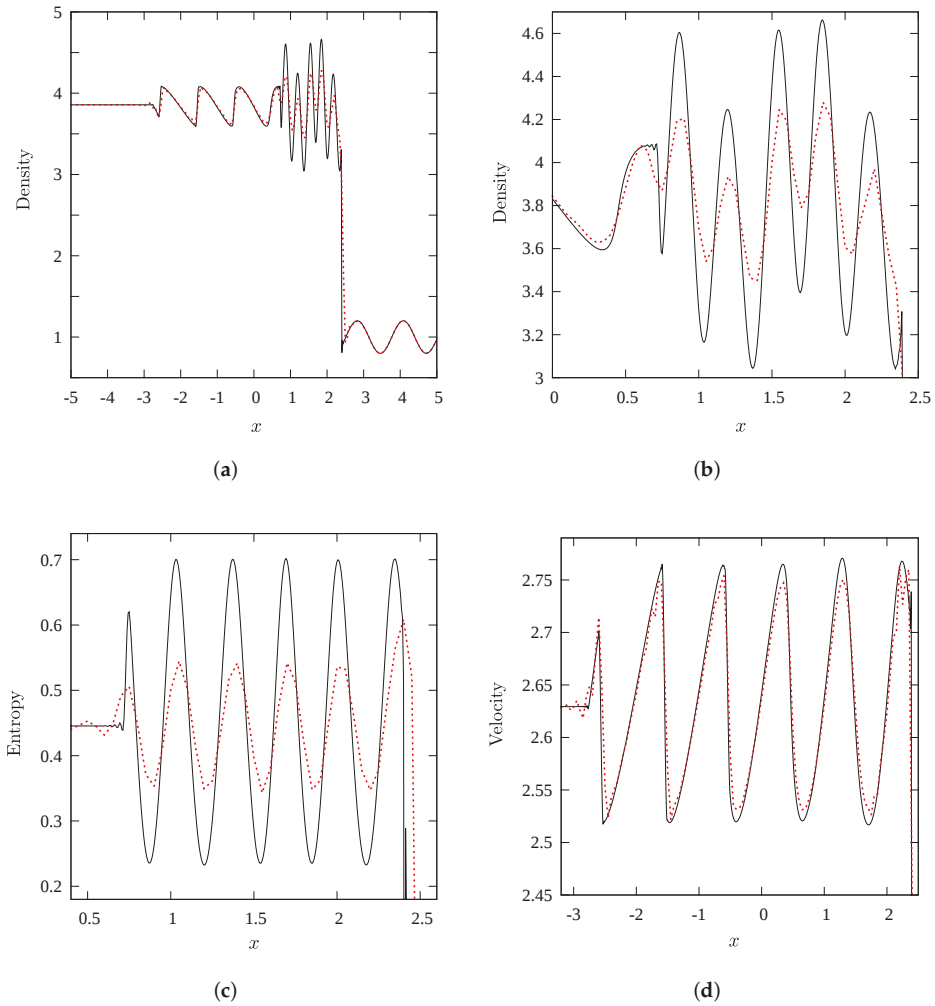 5
4
3
2
1
Density
-5 -4 -3 -2 -1 0 1 2 3 4 5
x
(a)
4.6
4.4
4.2
4
3.8
3.6
3.4
3.2
3
Density
0 0.5 1 1.5 2 2.5
x
(b)
0.7
0.6
0.5
0.4
0.3
0.2
Entropy
0.5 1 1.5 2 2.5
x
(c)
2.75
2.7
2.65
2.6
2.55
2.5
2.45
Velocity
-3 -2 -1 0 1 2
x
(d)